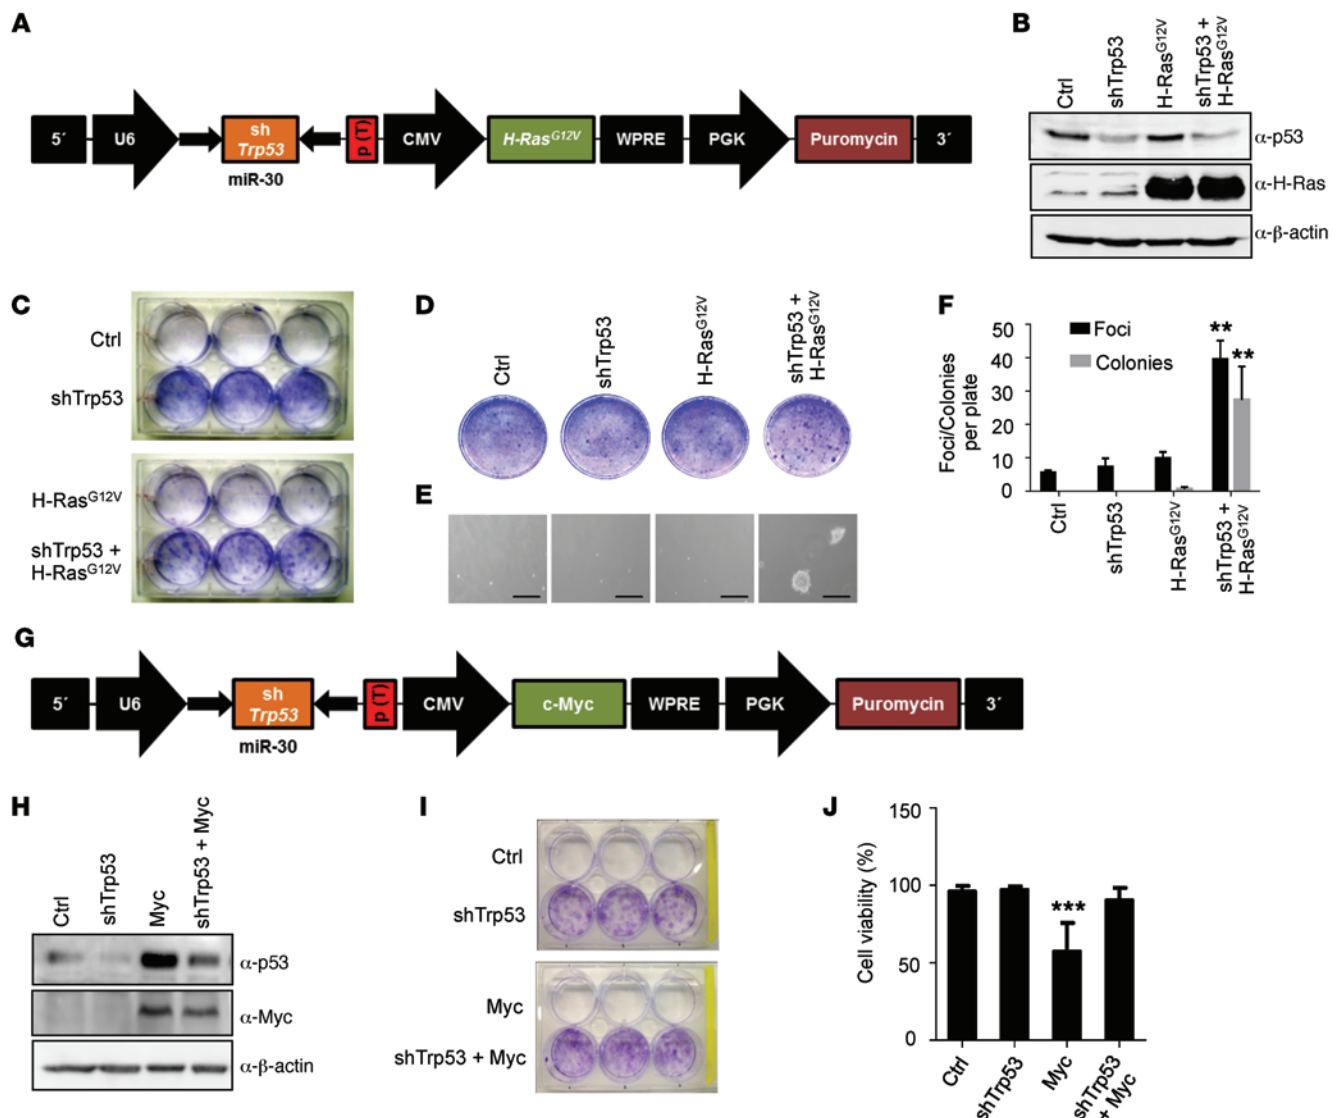 A
5´
U6
sh
Trp53
miR-30
p (T)
CMV
H-Ras^G12V
WPRE
PGK
Puromycin
3´
B
Ctrl
shTrp53
H-Ras^G12V
shTrp53 +
H-Ras^G12V
α-p53
α-H-Ras
α-β-actin
C
Ctrl
shTrp53
H-Ras^G12V
shTrp53 +
H-Ras^G12V
D
Ctrl
shTrp53
H-Ras^G12V
shTrp53 +
H-Ras^G12V
E
F
Foci/Colonies
per plate
50
40
30
20
10
0
Foci
Colonies
**
**
Ctrl
shTrp53
H-Ras^G12V
shTrp53 +
H-Ras^G12V
G
5´
U6
sh
Trp53
miR-30
p (T)
CMV
c-Myc
WPRE
PGK
Puromycin
3´
H
Ctrl
shTrp53
Myc
shTrp53 + Myc
α-p53
α-Myc
α-β-actin
I
Ctrl
shTrp53
Myc
shTrp53 + Myc
J
Cell viability (%)
150
100
50
0
***
Ctrl
shTrp53
Myc
shTrp53
+ Myc